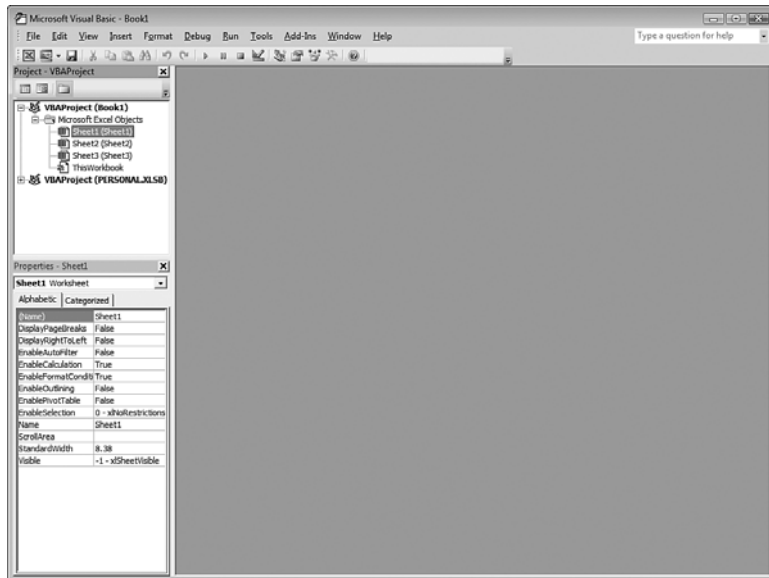 Microsoft Visual Basic - Book1
File Edit View Insert Format Debug Run Tools Add-Ins Window Help
Type a question for help
Project - VBAProject
VBAProject (Book1)
Microsoft Excel Objects
Sheet1 (Sheet1)
Sheet2 (Sheet2)
Sheet3 (Sheet3)
ThisWorkbook
VBAProject (PERSONAL.XLSB)
Properties - Sheet1
Sheet1 Worksheet
Alphabetic Categorized
(Name) Sheet1
DisplayPageBreaks False
DisplayRightToLeft False
EnableAutoFilter False
EnableCalculation True
EnableFormatConditi True
EnableOutlining False
EnablePivotTable False
EnableSelection 0 - xlNoRestrictions
Name Sheet1
ScrollArea
StandardWidth 8.38
Visible -1 - xlSheetVisible